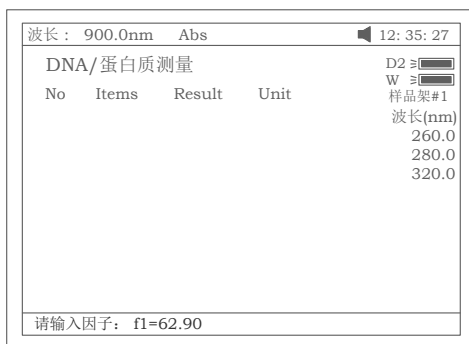 波长： 900.0nm Abs 12: 35: 27
DNA/蛋白质测量
D2
W
No Items Result Unit
样品架#1
波长(nm)
260.0
280.0
320.0
请输入因子： f1=62.90